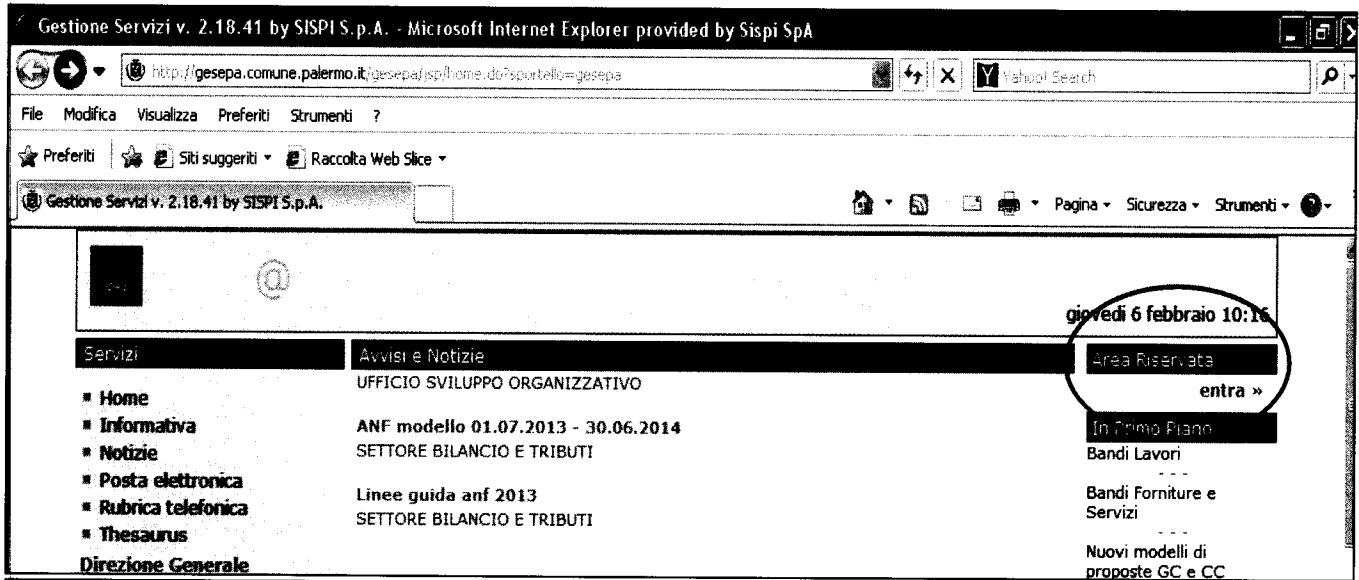 Gestione Servizi v. 2.18.41 by SISPI S.p.A. - Microsoft Internet Explorer provided by Sispi SpA
http://gesepa.comune.palermo.it/gesepa/jsp/home.do?sportello=gesepa
Yahoo! Search
File Modifica Visualizza Preferiti Strumenti ?
Preferiti Siti suggeriti Raccolta Web Slice
Gestione Servizi v. 2.18.41 by SISPI S.p.A.
Pagina Sicurezza Strumenti
@
giovedì 6 febbraio 10:16
Servizi
Home
Informativa
Notizie
Posta elettronica
Rubrica telefonica
Thesaurus
Direzione Generale
Avvisi e Notizie
UFFICIO SVILUPPO ORGANIZZATIVO
ANF modello 01.07.2013 - 30.06.2014
SETTORE BILANCIO E TRIBUTI
Linee guida anf 2013
SETTORE BILANCIO E TRIBUTI
Area Riservata
entra »
In Primo Piano
Bandi Lavori
- - -
Bandi Forniture e
Servizi
- - -
Nuovi modelli di
proposte GC e CC